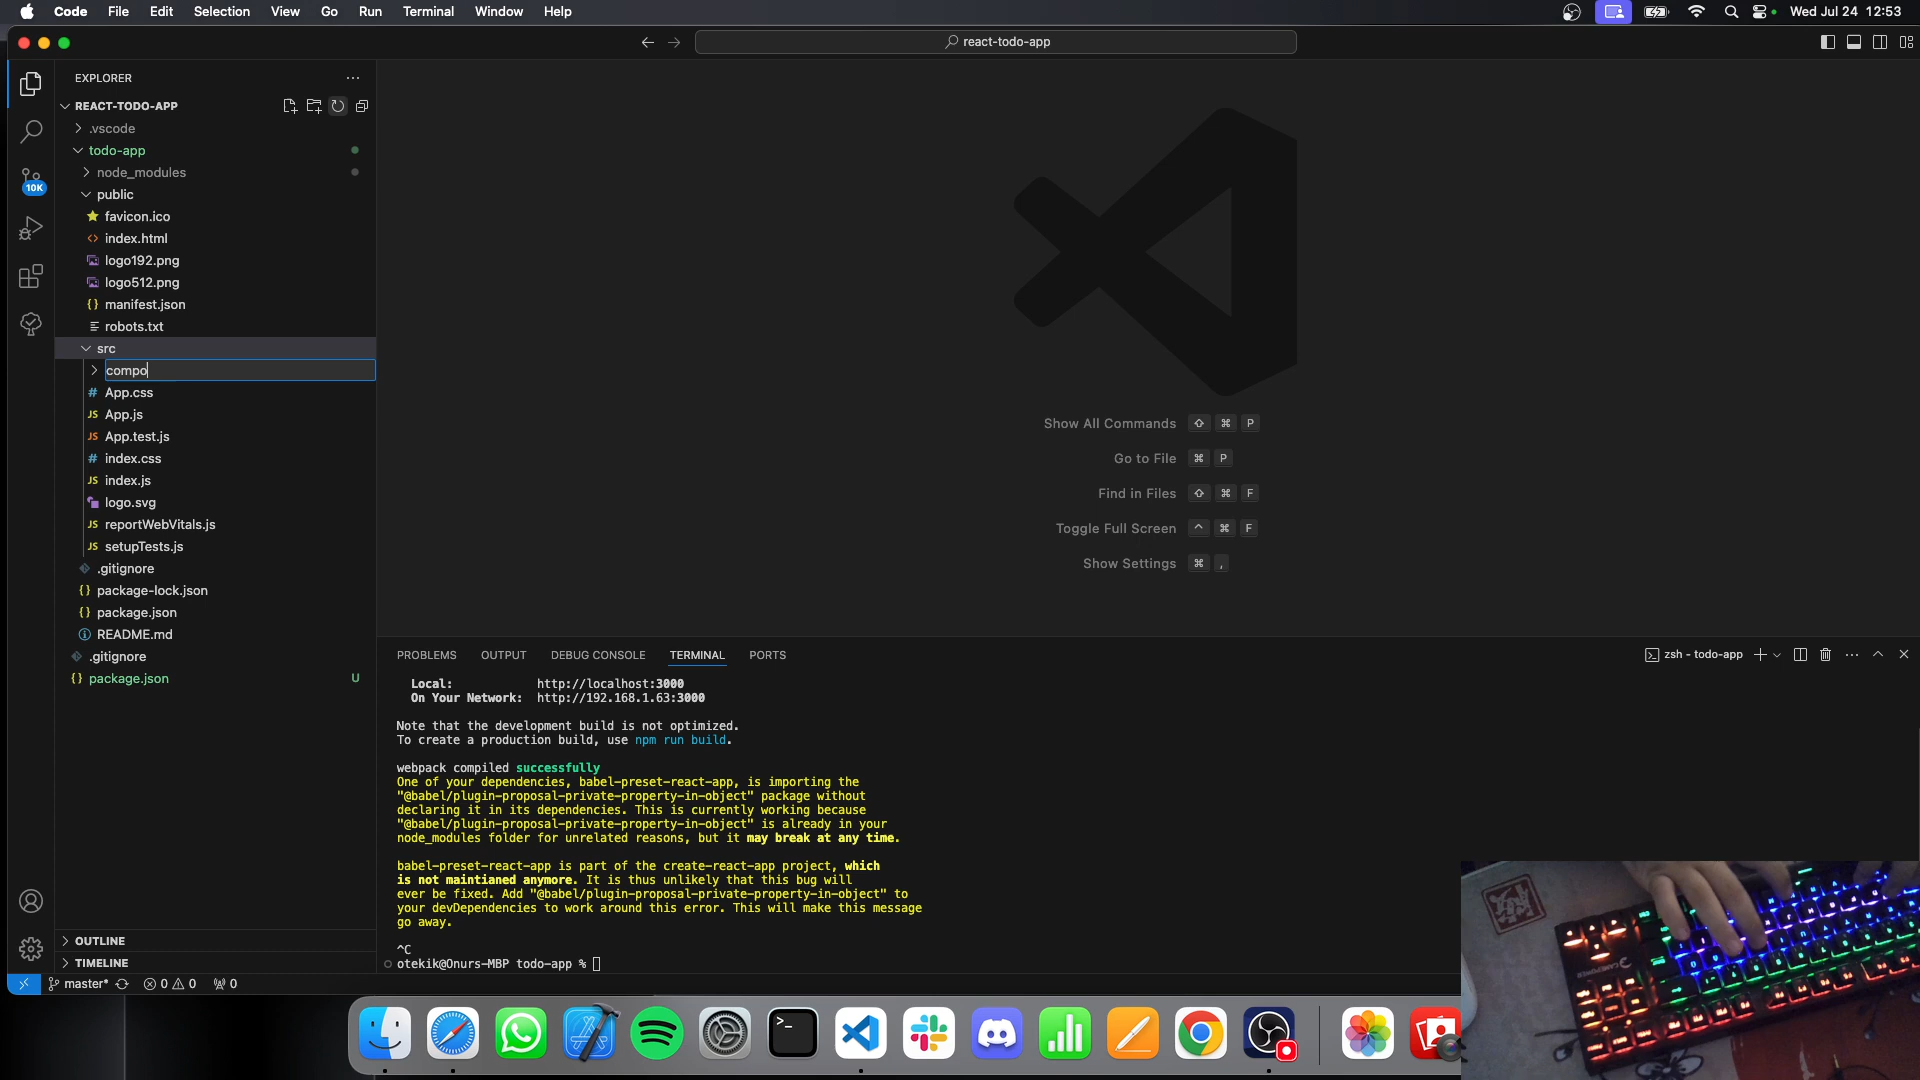 Code File Edit Selection View Go Run Terminal Window Help
Wed Jul 24 12:53
react-todo-app
EXPLORER
REACT-TODO-APP
.vscode
todo-app
node_modules
public
favicon.ico
index.html
logo192.png
logo512.png
manifest.json
robots.txt
src
compo
App.css
App.js
App.test.js
index.css
index.js
logo.svg
reportWebVitals.js
setupTests.js
.gitignore
package-lock.json
package.json
README.md
.gitignore
package.json U
OUTLINE
TIMELINE
10K
Show All Commands ⇧ ⌘ P
Go to File ⌘ P
Find in Files ⇧ ⌘ F
Toggle Full Screen ^ ⌘ F
Show Settings ⌘ ,
PROBLEMS OUTPUT DEBUG CONSOLE TERMINAL PORTS
zsh - todo-app
Local: http://localhost:3000
On Your Network: http://192.168.1.63:3000
Note that the development build is not optimized.
To create a production build, use npm run build.
webpack compiled successfully
One of your dependencies, babel-preset-react-app, is importing the
"@babel/plugin-proposal-private-property-in-object" package without
declaring it in its dependencies. This is currently working because
"@babel/plugin-proposal-private-property-in-object" is already in your
node_modules folder for unrelated reasons, but it may break at any time.
babel-preset-react-app is part of the create-react-app project, which
is not maintianed anymore. It is thus unlikely that this bug will
ever be fixed. Add "@babel/plugin-proposal-private-property-in-object" to
your devDependencies to work around this error. This will make this message
go away.
^C
otekik@Onurs-MBP todo-app %
master* 0 0 0